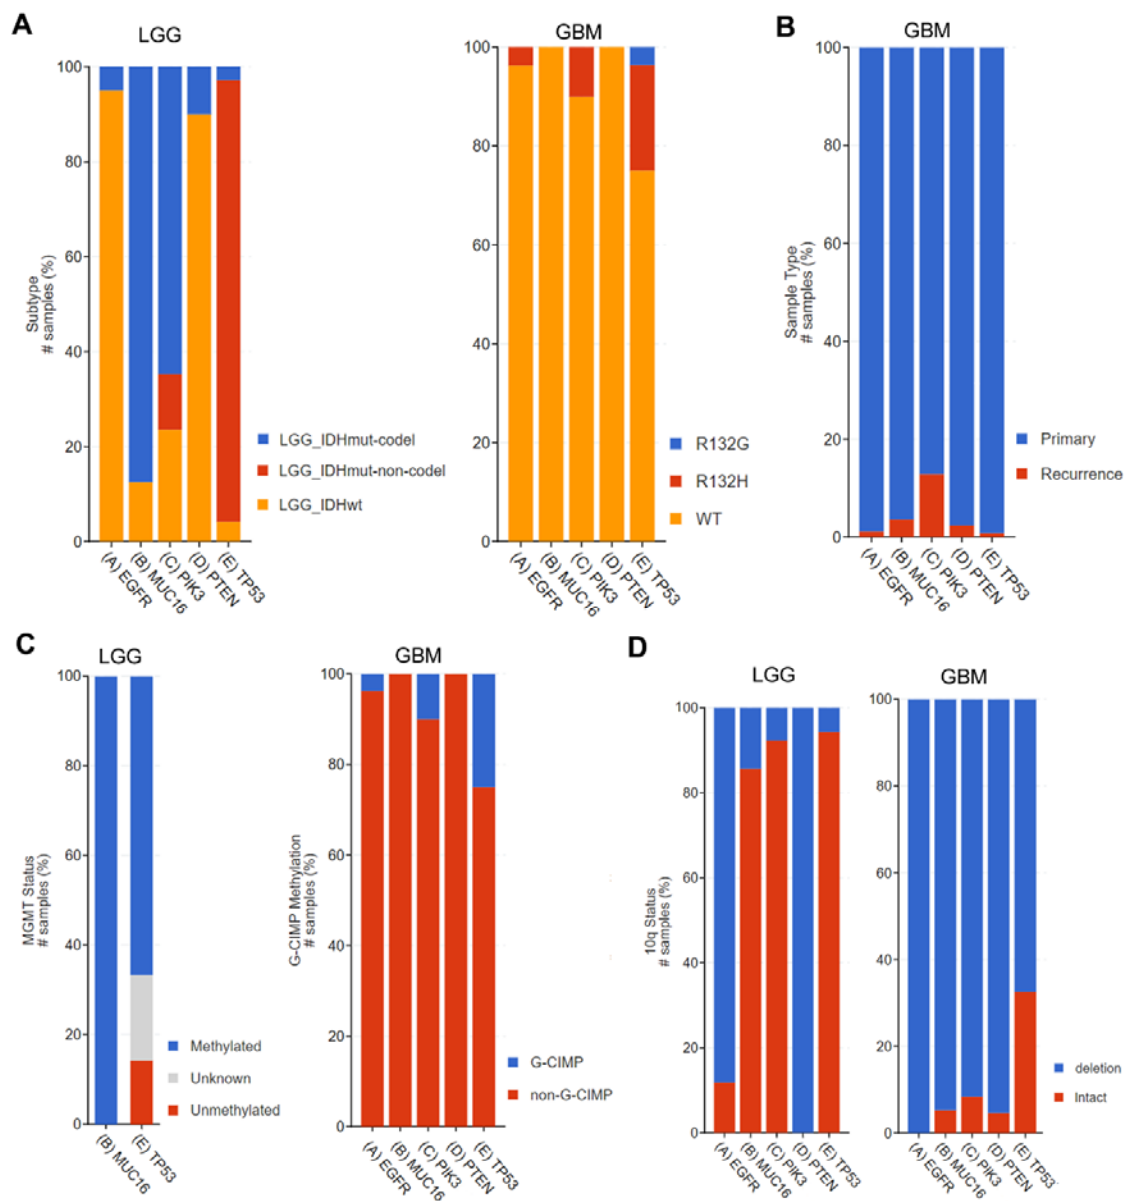 A
LGG
100
80
60
40
20
0
Subtype
# samples (%)
(A) EGFR
(B) MUC16
(C) PIK3
(D) PTEN
(E) TP53
LGG_IDHmut-codel
LGG_IDHmut-non-codel
LGG_IDHwt
GBM
100
80
60
40
20
0
(A) EGFR
(B) MUC16
(C) PIK3
(D) PTEN
(E) TP53
R132G
R132H
WT
B
GBM
100
80
60
40
20
0
Sample Type
# samples (%)
(A) EGFR
(B) MUC16
(C) PIK3
(D) PTEN
(E) TP53
Primary
Recurrence
C
LGG
100
80
60
40
20
0
MGMT Status
# samples (%)
(B) MUC16
(E) TP53
Methylated
Unknown
Unmethylated
GBM
100
80
60
40
20
0
G-CIMP Methylation
# samples (%)
(A) EGFR
(B) MUC16
(C) PIK3
(D) PTEN
(E) TP53
G-CIMP
non-G-CIMP
D
LGG
100
80
60
40
20
0
10q Status
# samples (%)
(A) EGFR
(B) MUC16
(C) PIK3
(D) PTEN
(E) TP53
GBM
100
80
60
40
20
0
(A) EGFR
(B) MUC16
(C) PIK3
(D) PTEN
(E) TP53
deletion
Intact